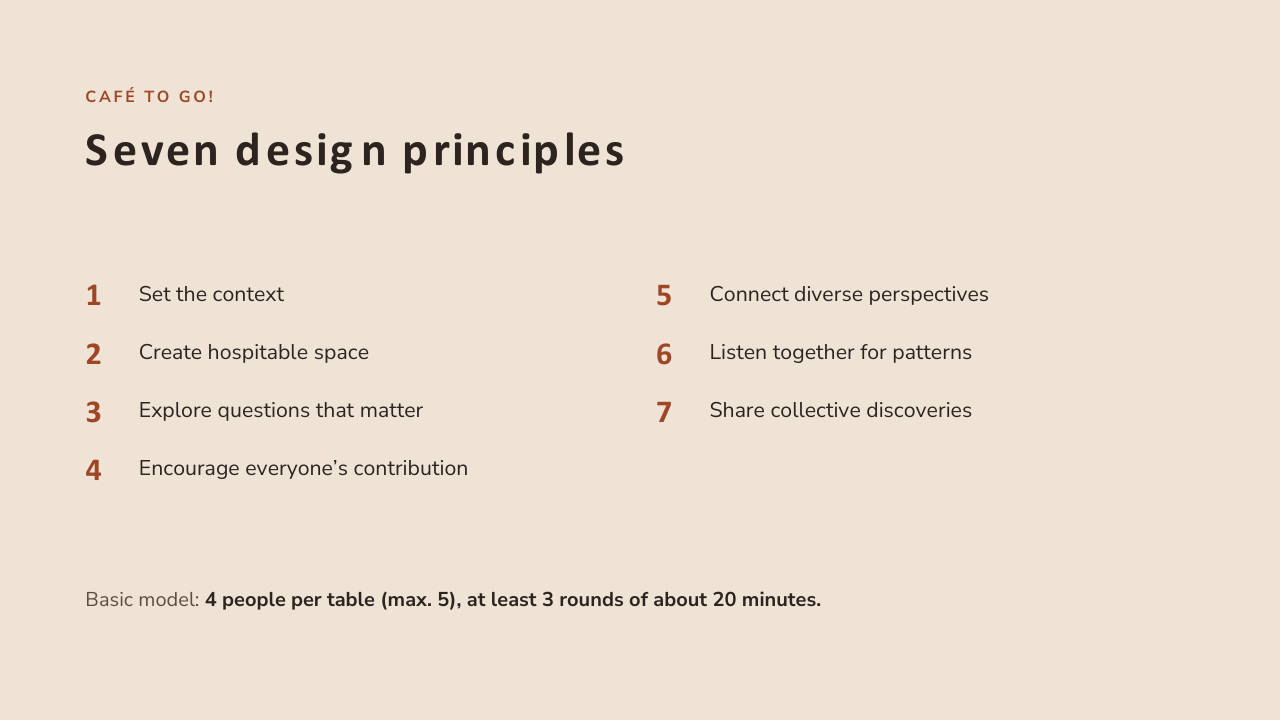 CAFÉ TO GO!
Seven design principles
1 Set the context
2 Create hospitable space
3 Explore questions that matter
4 Encourage everyone’s contribution
5 Connect diverse perspectives
6 Listen together for patterns
7 Share collective discoveries
Basic model: 4 people per table (max. 5), at least 3 rounds of about 20 minutes.